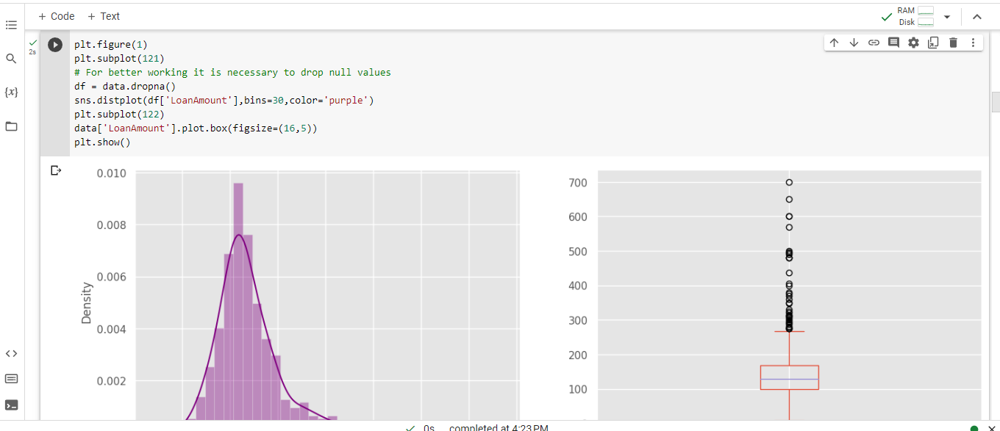 + Code + Text
RAM
Disk
2s
plt.figure(1)
plt.subplot(121)
# For better working it is necessary to drop null values
df = data.dropna()
sns.distplot(df['LoanAmount'],bins=30,color='purple')
plt.subplot(122)
data['LoanAmount'].plot.box(figsize=(16,5))
plt.show()
{x}
0.010
0.008
0.006
0.004
0.002
Density
700
600
500
400
300
200
100
0s completed at 4:23 PM